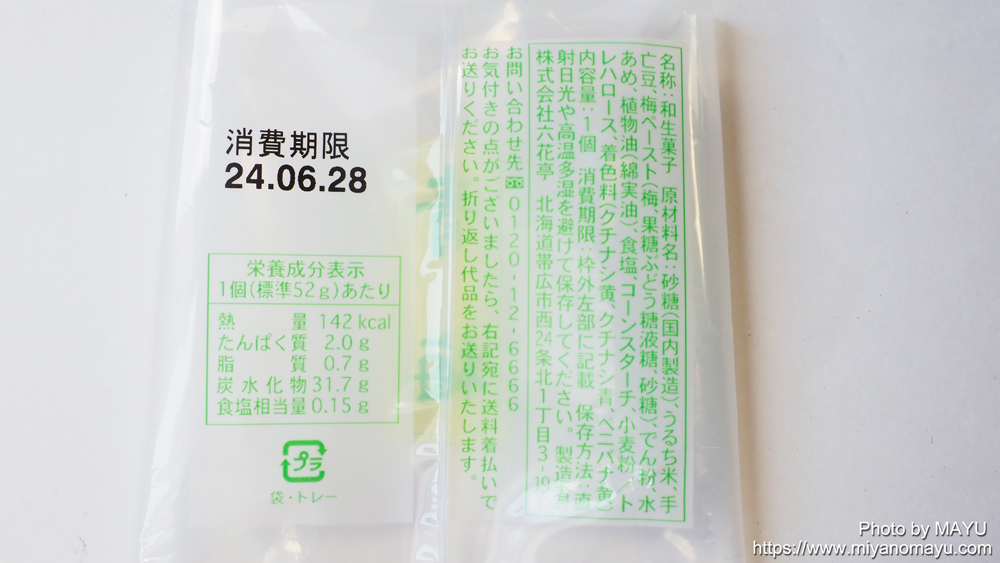 名称:和生菓子　原材料名:砂糖(国内製造)、うるち米、手
亡豆、梅ペースト(梅、果糖ぶどう糖液糖、砂糖)、でん粉、水
あめ、植物油(綿実油)、食塩、コーンスターチ、小麦粉／ト
レハロース、着色料(クチナシ黄、クチナシ青、ベニバナ黄)
内容量:1個　消費期限:枠外左部に記載　保存方法:直
射日光や高温多湿を避けて保存してください。　製造者
株式会社六花亭　北海道帯広市西24条北1丁目3-19
お問い合わせ先 0120-12-6666
お気付きの点がございましたら、右記宛に送料着払いで
お送りください。折り返し代品をお送りいたします。
消費期限
24.06.28
栄養成分表示
1個(標準52g)あたり
熱量 142kcal
たんぱく質 2.0g
脂質 0.7g
炭水化物 31.7g
食塩相当量 0.15g
プラ
袋・トレー
Photo by MAYU
https://www.miyanomayu.com